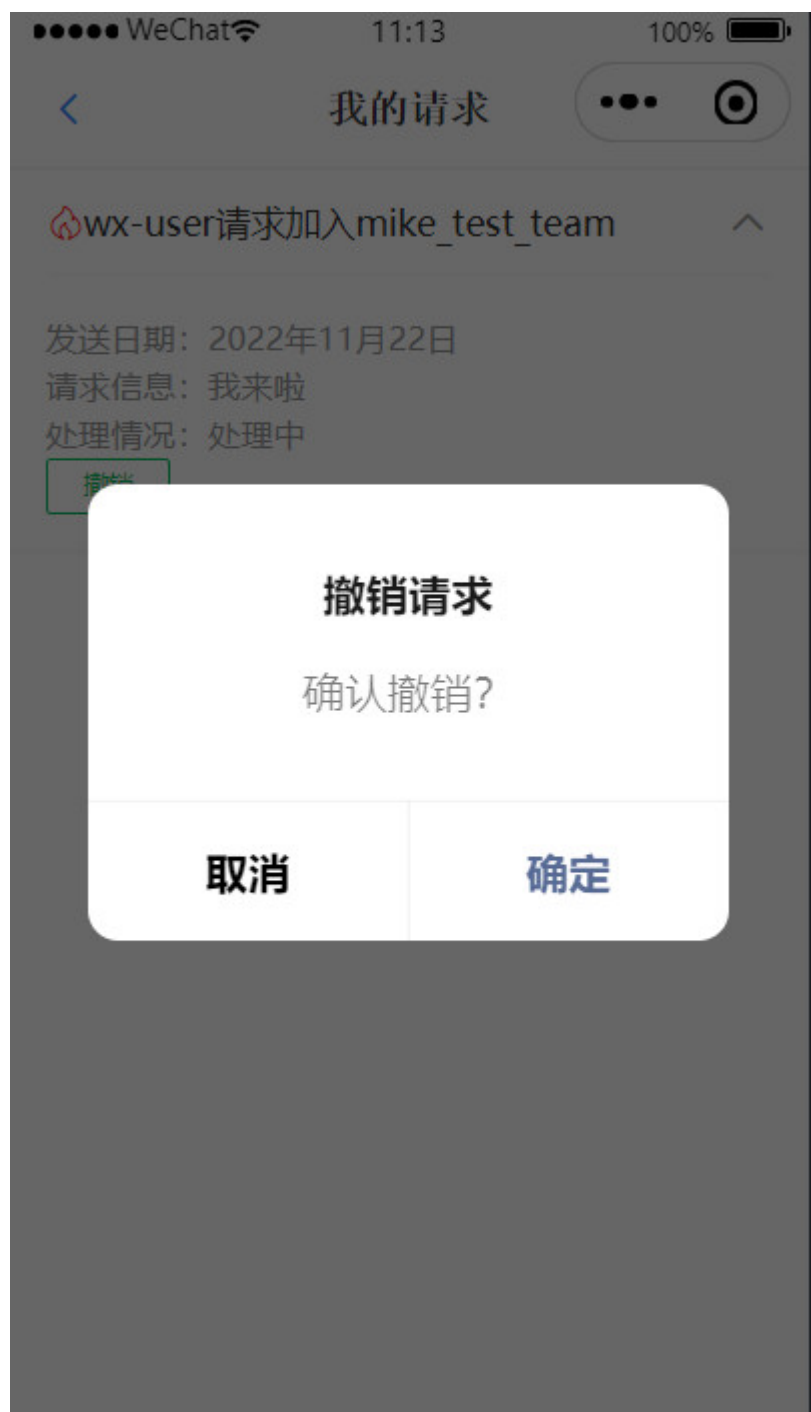 WeChat 11:13 100%
我的请求
wx-user请求加入mike_test_team
发送日期：2022年11月22日
请求信息：我来啦
处理情况：处理中
撤销
撤销请求
确认撤销?
取消 确定